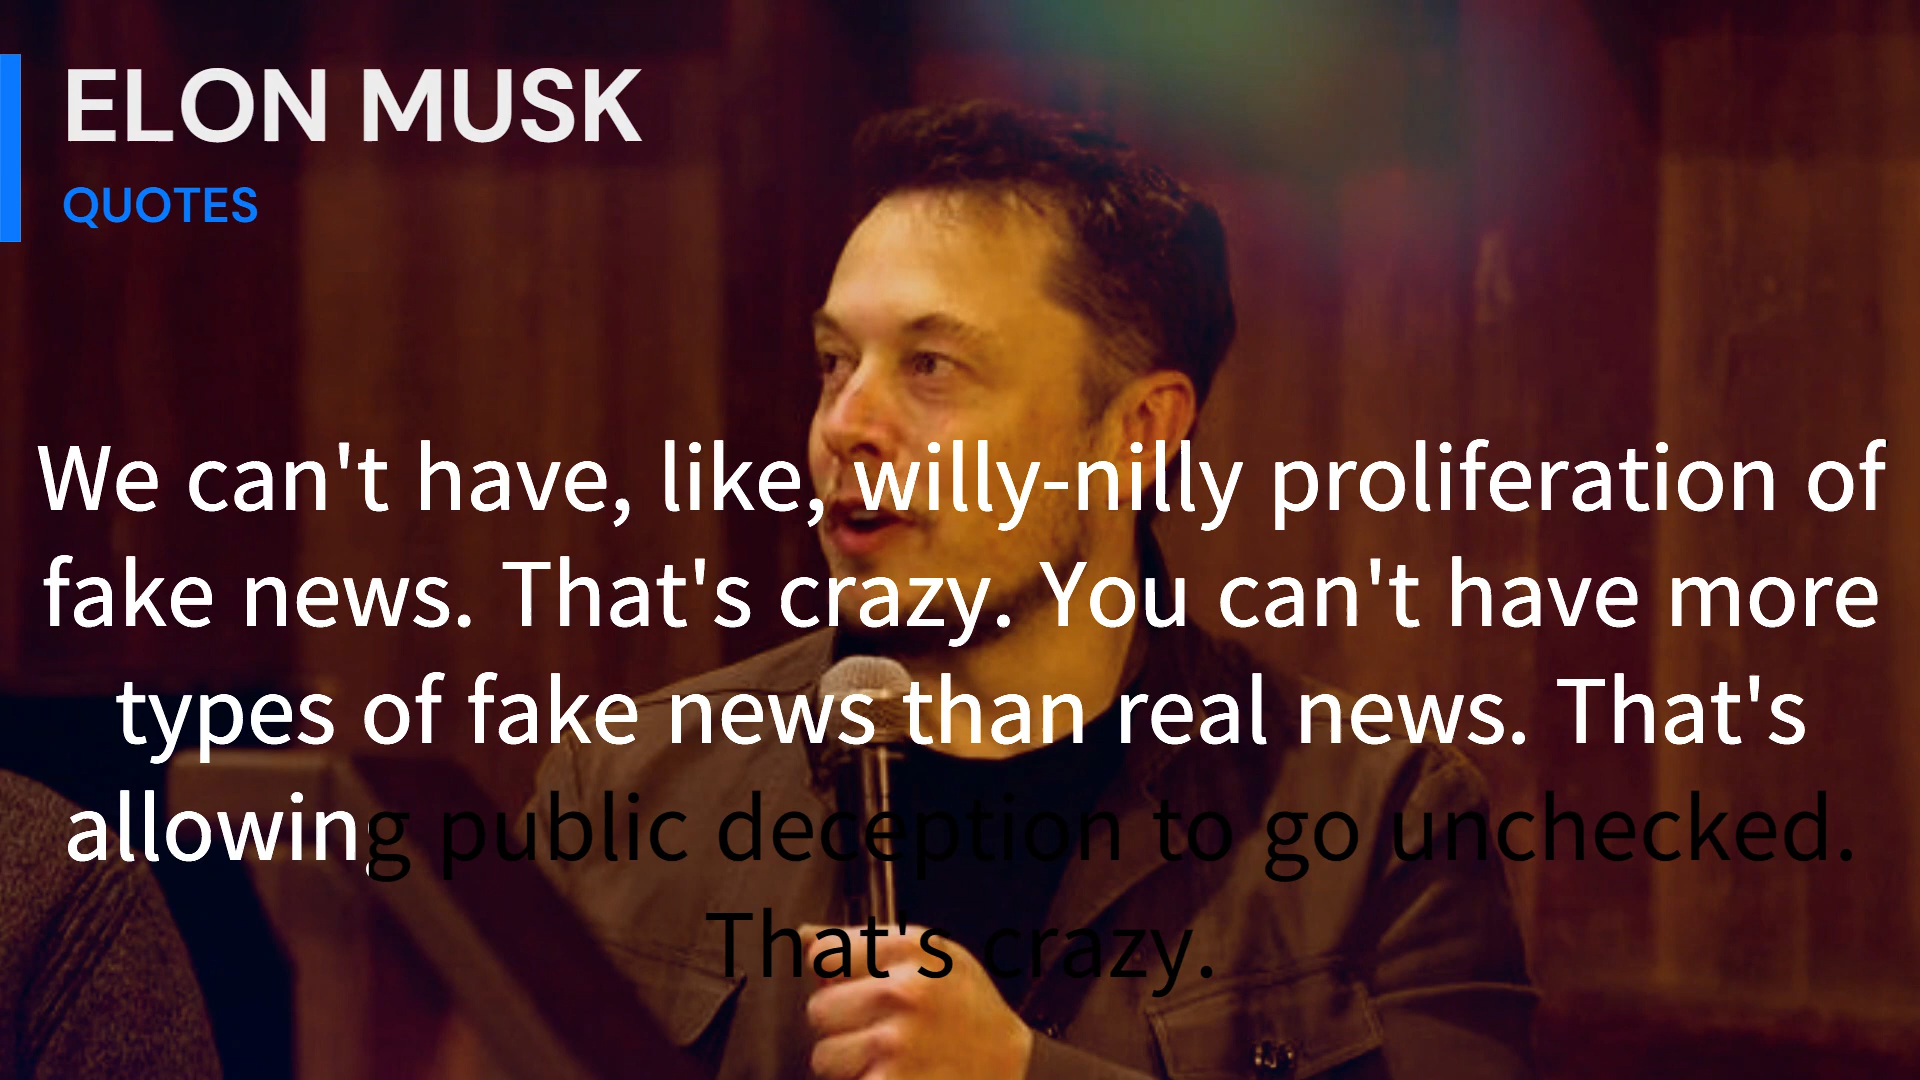 ELON MUSK
QUOTES
We can't have, like, willy-nilly proliferation of
fake news. That's crazy. You can't have more
types of fake news than real news. That's
allowing public deception to go unchecked.
That's crazy.